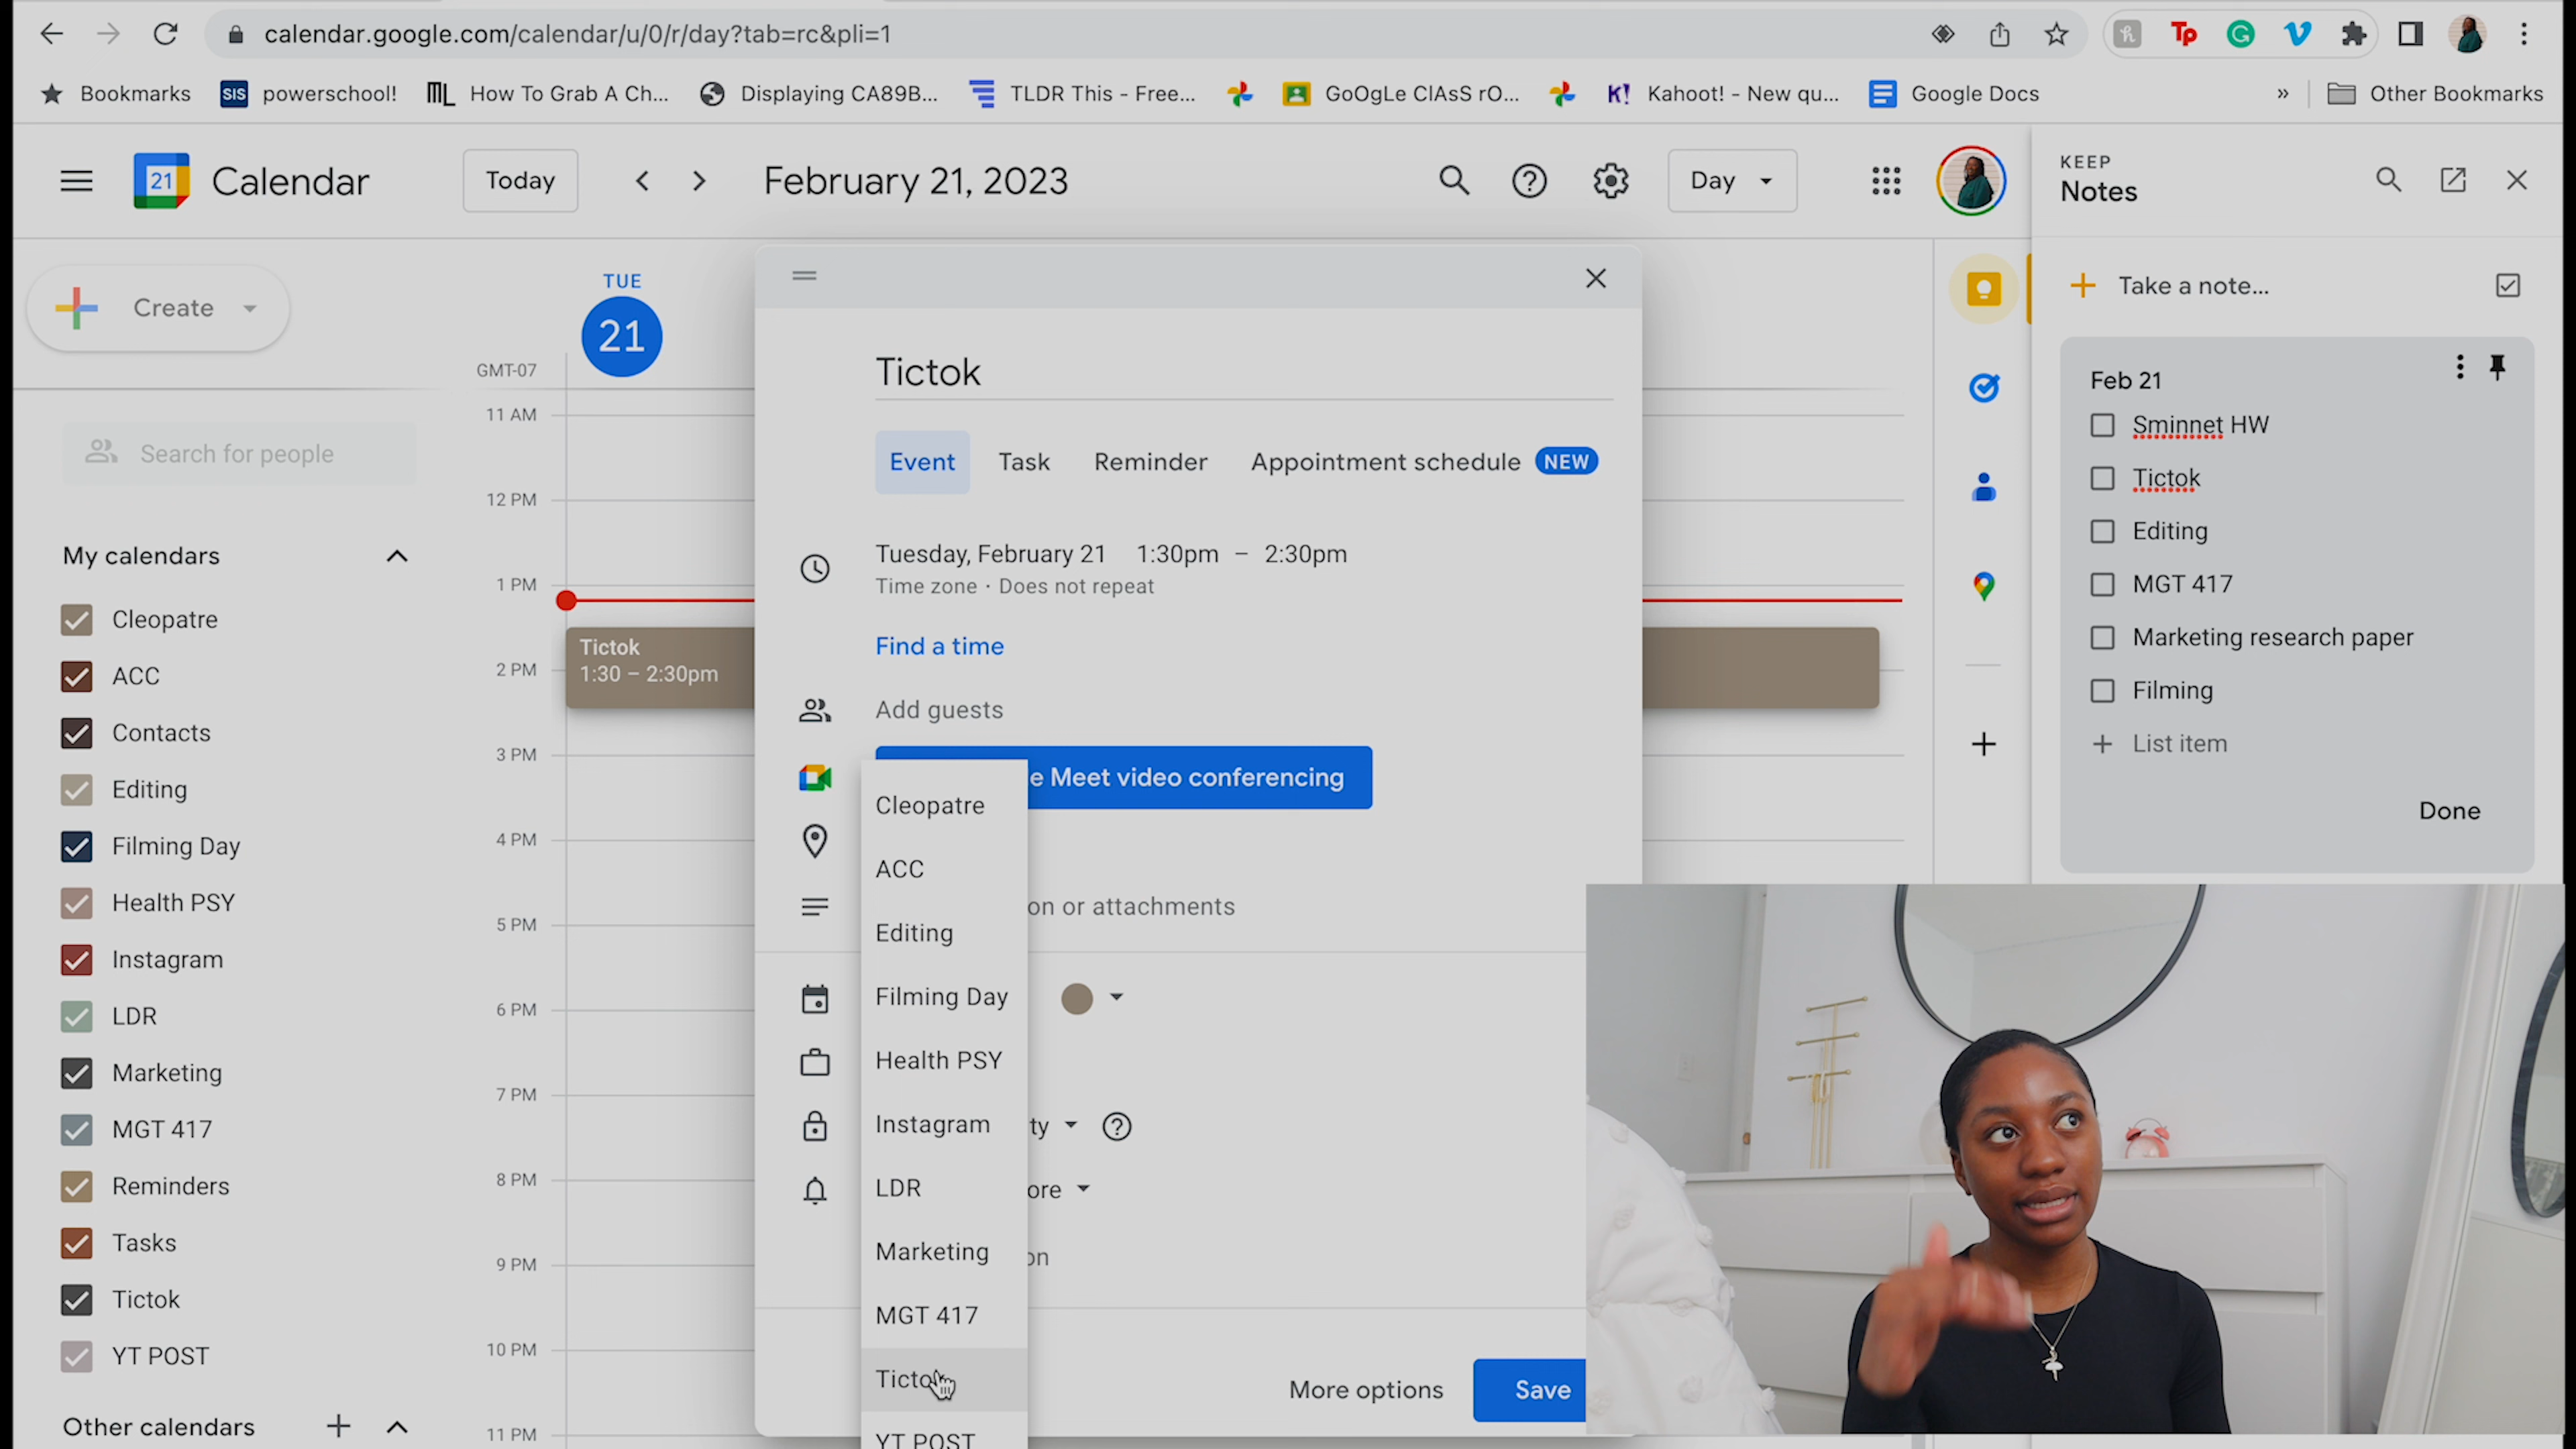 calendar.google.com/calendar/u/0/r/day?tab=rc&pli=1
Bookmarks
SIS powerschool!
ML How To Grab A Ch...
Displaying CA89B...
TLDR This - Free...
GoOgLe ClAsS rO...
K! Kahoot! - New qu...
Google Docs
»
Other Bookmarks
21 Calendar
Today
February 21, 2023
Day
KEEP
Notes
Create
TUE
21
GMT-07
Search for people
My calendars
Cleopatre
ACC
Contacts
Editing
Filming Day
Health PSY
Instagram
LDR
Marketing
MGT 417
Reminders
Tasks
Tictok
YT POST
Other calendars
11 AM
12 PM
1 PM
2 PM
3 PM
4 PM
5 PM
6 PM
7 PM
8 PM
9 PM
10 PM
11 PM
Tictok
1:30 – 2:30pm
Tictok
Event Task Reminder Appointment schedule NEW
Tuesday, February 21 1:30pm – 2:30pm
Time zone · Does not repeat
Find a time
Add guests
e Meet video conferencing
on or attachments
ty
ore
on
Cleopatre
ACC
Editing
Filming Day
Health PSY
Instagram
LDR
Marketing
MGT 417
Tictok
YT POST
More options
Save
Take a note...
Feb 21
Sminnet HW
Tictok
Editing
MGT 417
Marketing research paper
Filming
List item
Done